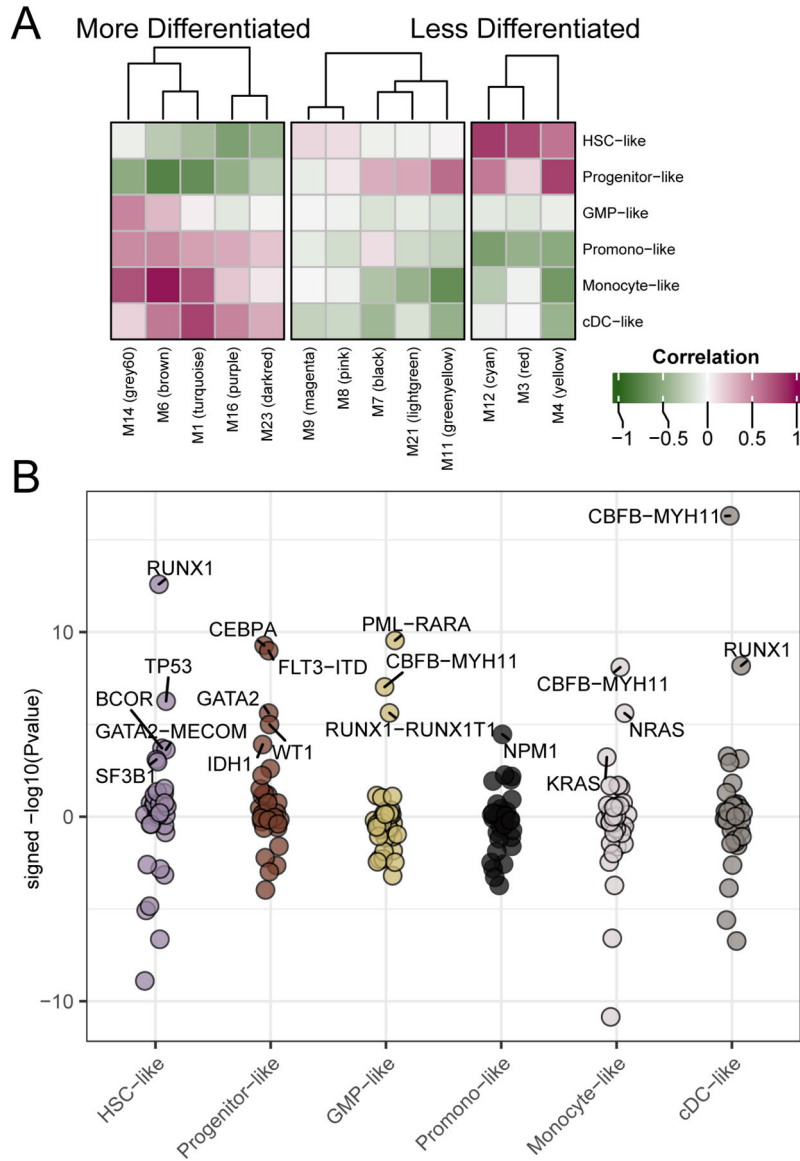 A
More Differentiated
Less Differentiated
HSC−like
Progenitor−like
GMP−like
Promono−like
Monocyte−like
cDC−like
M14 (grey60)
M6 (brown)
M1 (turquoise)
M16 (purple)
M23 (darkred)
M9 (magenta)
M8 (pink)
M7 (black)
M21 (lightgreen)
M11 (greenyellow)
M12 (cyan)
M3 (red)
M4 (yellow)
Correlation
−1 −0.5 0 0.5 1
B
signed −log10(Pvalue)
10
0
−10
RUNX1
TP53
BCOR
GATA2−MECOM
SF3B1
CEBPA
FLT3−ITD
GATA2
WT1
IDH1
PML−RARA
CBFB−MYH11
RUNX1−RUNX1T1
NPM1
CBFB−MYH11
NRAS
KRAS
CBFB−MYH11
RUNX1
HSC−like
Progenitor−like
GMP−like
Promono−like
Monocyte−like
cDC−like